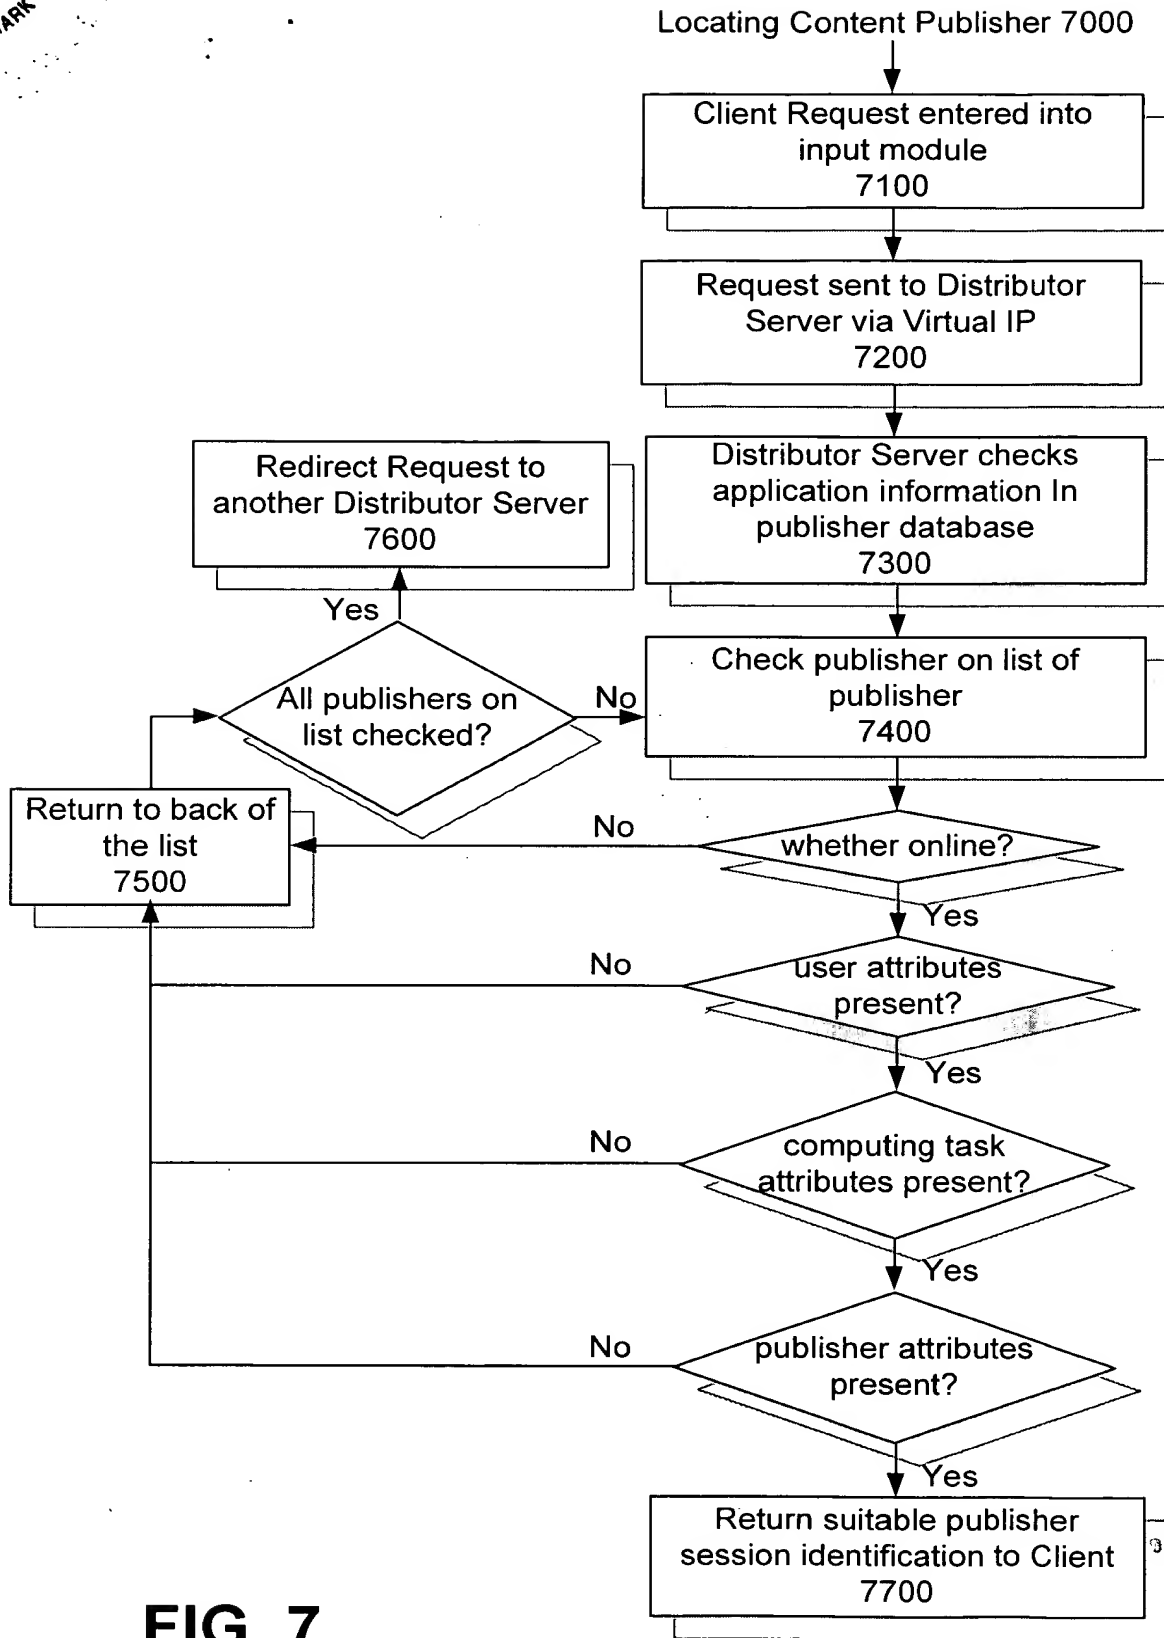 Locating Content Publisher 7000
Client Request entered into
input module
7100
Request sent to Distributor
Server via Virtual IP
7200
Distributor Server checks
application information In
publisher database
7300
Redirect Request to
another Distributor Server
7600
Yes
All publishers on
list checked?
No
Check publisher on list of
publisher
7400
Return to back of
the list
7500
No
whether online?
Yes
No
user attributes
present?
Yes
No
computing task
attributes present?
Yes
No
publisher attributes
present?
Yes
Return suitable publisher
session identification to Client
7700
FIG. 7